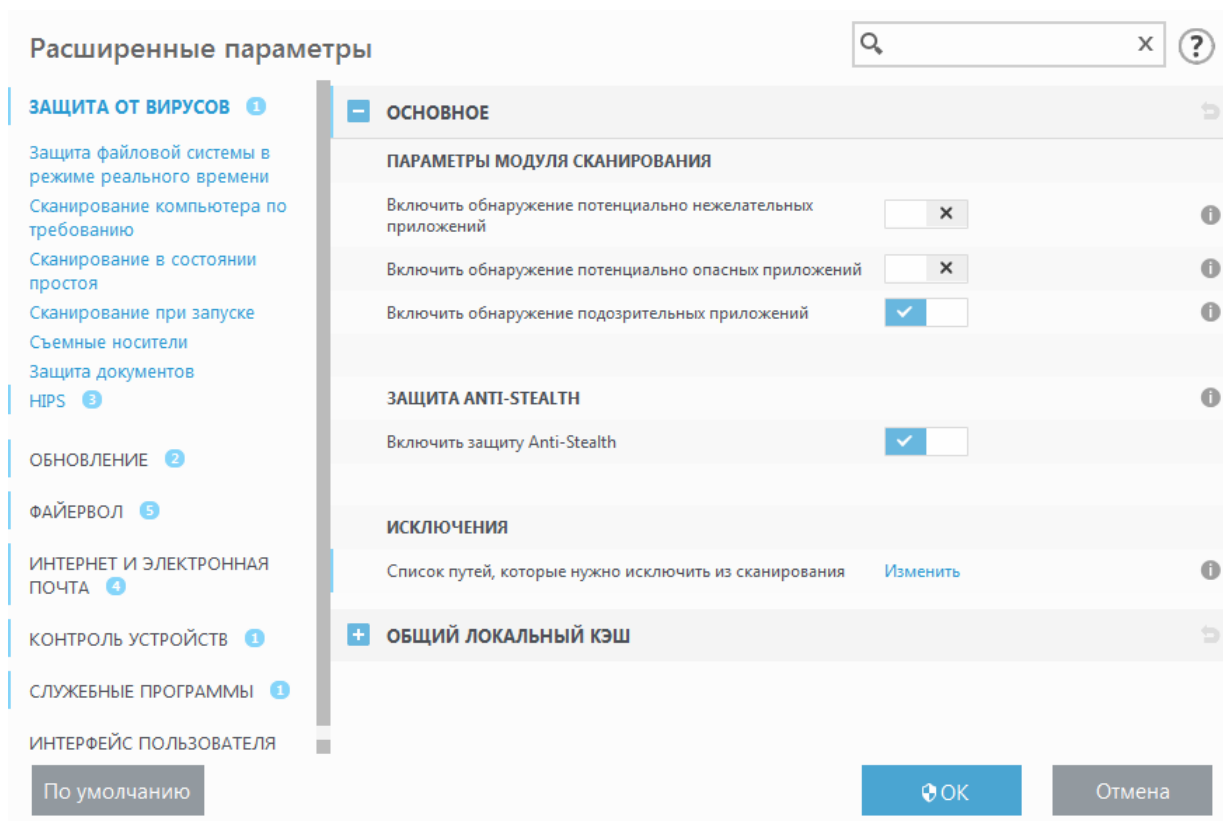 Расширенные параметры
x
?
ЗАЩИТА ОТ ВИРУСОВ 1
Защита файловой системы в
режиме реального времени
Сканирование компьютера по
требованию
Сканирование в состоянии
простоя
Сканирование при запуске
Съемные носители
Защита документов
HIPS 3
ОБНОВЛЕНИЕ 2
ФАЙЕРВОЛ 5
ИНТЕРНЕТ И ЭЛЕКТРОННАЯ
ПОЧТА 4
КОНТРОЛЬ УСТРОЙСТВ 1
СЛУЖЕБНЫЕ ПРОГРАММЫ 1
ИНТЕРФЕЙС ПОЛЬЗОВАТЕЛЯ
ОСНОВНОЕ
ПАРАМЕТРЫ МОДУЛЯ СКАНИРОВАНИЯ
Включить обнаружение потенциально нежелательных
приложений
Включить обнаружение потенциально опасных приложений
Включить обнаружение подозрительных приложений
ЗАЩИТА ANTI-STEALTH
Включить защиту Anti-Stealth
ИСКЛЮЧЕНИЯ
Список путей, которые нужно исключить из сканирования Изменить
ОБЩИЙ ЛОКАЛЬНЫЙ КЭШ
По умолчанию
OK
Отмена